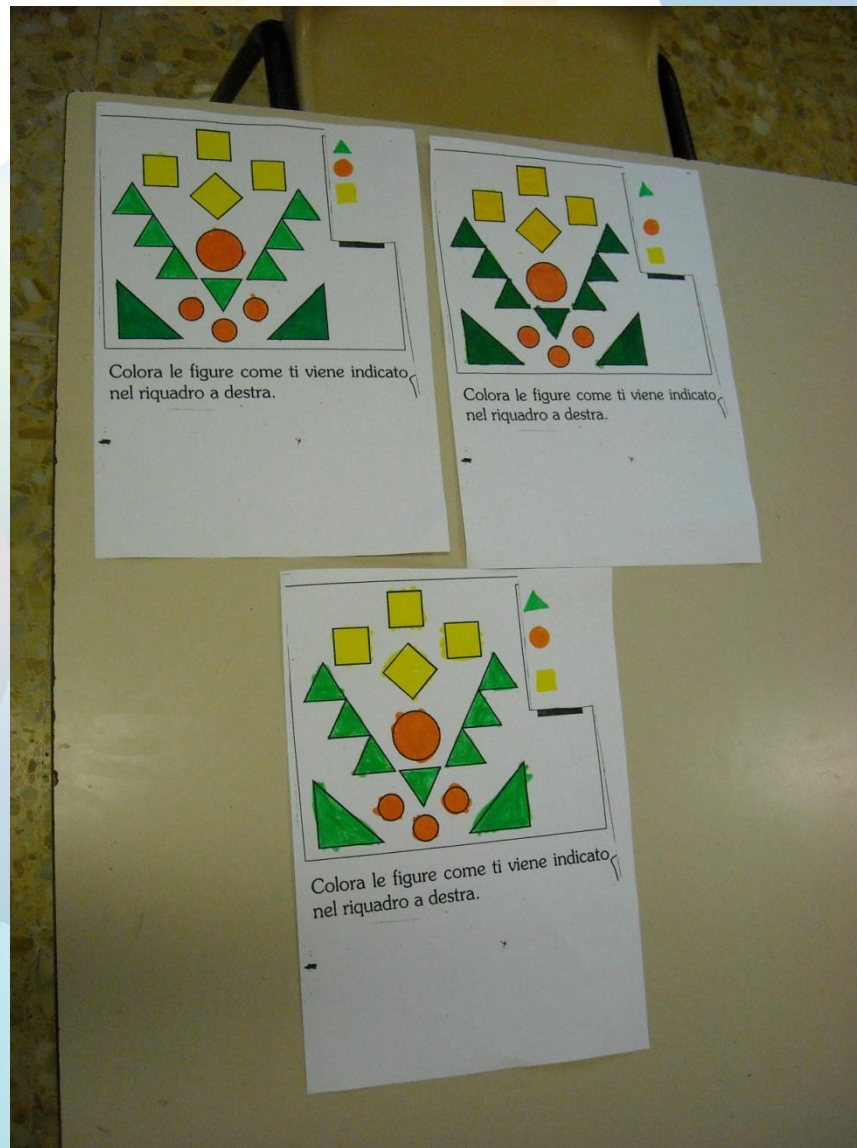 Colora le figure come ti viene indicato
nel riquadro a destra.
Colora le figure come ti viene indicato
nel riquadro a destra.
Colora le figure come ti viene indicato
nel riquadro a destra.